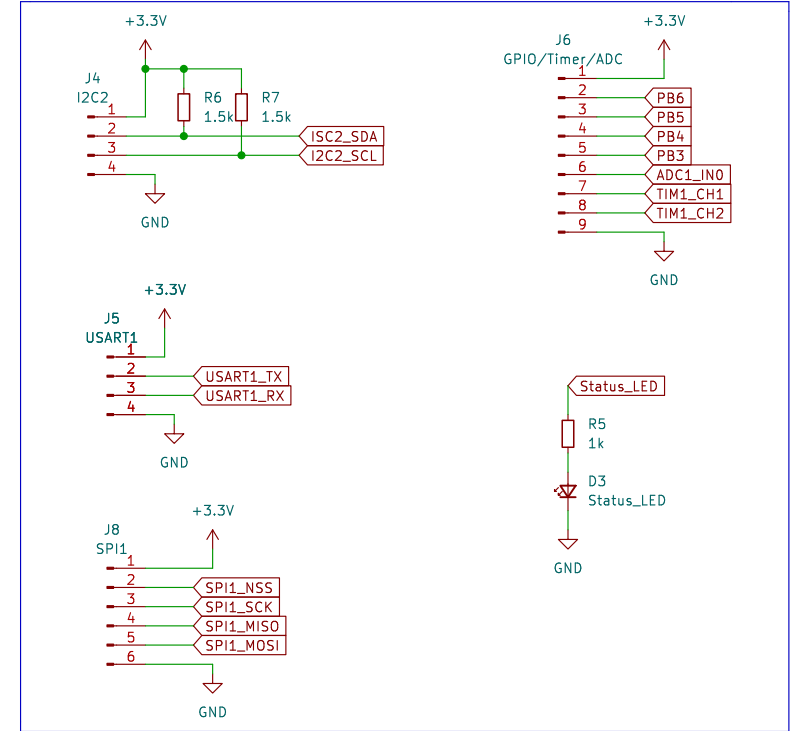 +3.3V
J4
I2C2
1
2
3
4
R6
1.5k
R7
1.5k
ISC2_SDA
I2C2_SCL
GND
+3.3V
J6
GPIO/Timer/ADC
1
2
3
4
5
6
7
8
9
PB6
PB5
PB4
PB3
ADC1_IN0
TIM1_CH1
TIM1_CH2
GND
+3.3V
J5
USART1
1
2
3
4
USART1_TX
USART1_RX
GND
Status_LED
R5
1k
D3
Status_LED
GND
+3.3V
J8
SPI1
1
2
3
4
5
6
SPI1_NSS
SPI1_SCK
SPI1_MISO
SPI1_MOSI
GND